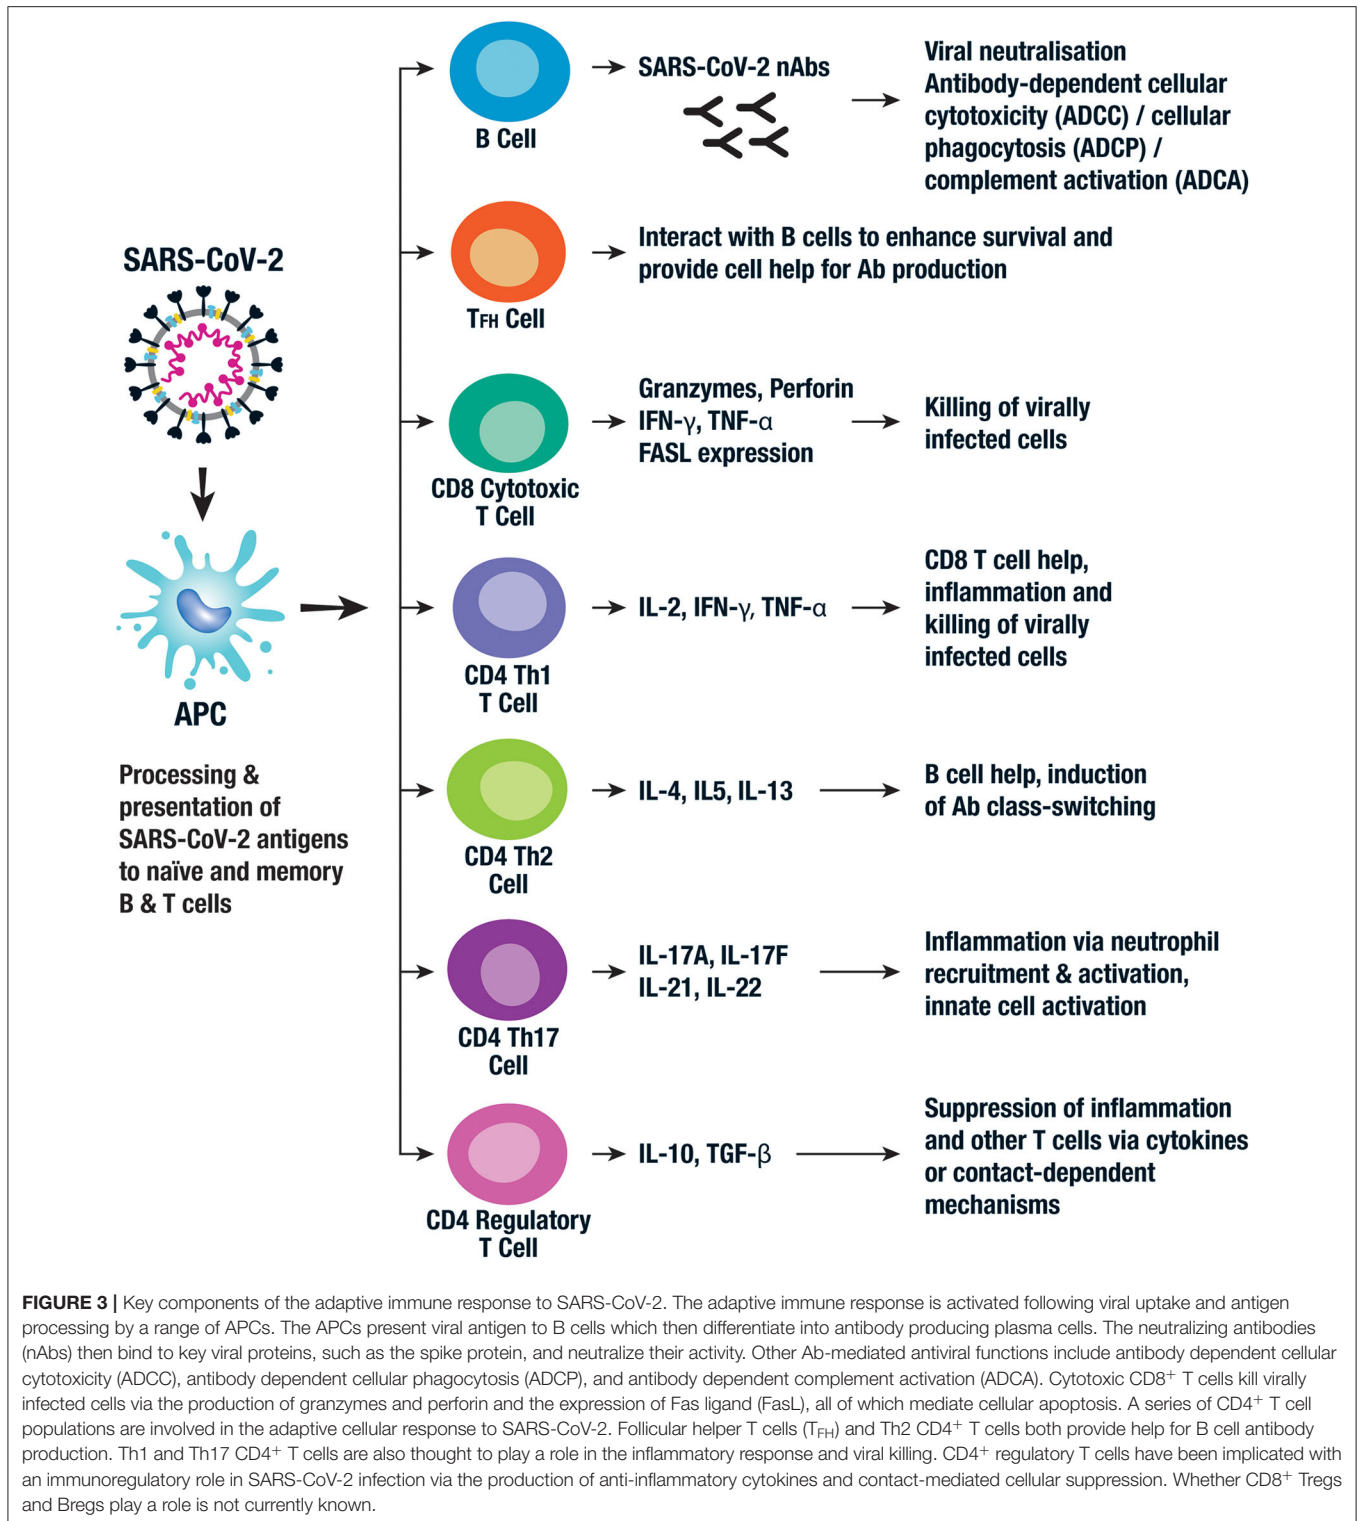 SARS-CoV-2
APC
Processing &
presentation of
SARS-CoV-2 antigens
to naïve and memory
B & T cells
B Cell
SARS-CoV-2 nAbs
Viral neutralisation
Antibody-dependent cellular
cytotoxicity (ADCC) / cellular
phagocytosis (ADCP) /
complement activation (ADCA)
TFH Cell
Interact with B cells to enhance survival and
provide cell help for Ab production
CD8 Cytotoxic
T Cell
Granzymes, Perforin
IFN-γ, TNF-α
FASL expression
Killing of virally
infected cells
CD4 Th1
T Cell
IL-2, IFN-γ, TNF-α
CD8 T cell help,
inflammation and
killing of virally
infected cells
CD4 Th2
Cell
IL-4, IL5, IL-13
B cell help, induction
of Ab class-switching
CD4 Th17
Cell
IL-17A, IL-17F
IL-21, IL-22
Inflammation via neutrophil
recruitment & activation,
innate cell activation
CD4 Regulatory
T Cell
IL-10, TGF-β
Suppression of inflammation
and other T cells via cytokines
or contact-dependent
mechanisms
FIGURE 3 | Key components of the adaptive immune response to SARS-CoV-2. The adaptive immune response is activated following viral uptake and antigen
processing by a range of APCs. The APCs present viral antigen to B cells which then differentiate into antibody producing plasma cells. The neutralizing antibodies
(nAbs) then bind to key viral proteins, such as the spike protein, and neutralize their activity. Other Ab-mediated antiviral functions include antibody dependent cellular
cytotoxicity (ADCC), antibody dependent cellular phagocytosis (ADCP), and antibody dependent complement activation (ADCA). Cytotoxic CD8⁺ T cells kill virally
infected cells via the production of granzymes and perforin and the expression of Fas ligand (FasL), all of which mediate cellular apoptosis. A series of CD4⁺ T cell
populations are involved in the adaptive cellular response to SARS-CoV-2. Follicular helper T cells (TFH) and Th2 CD4⁺ T cells both provide help for B cell antibody
production. Th1 and Th17 CD4⁺ T cells are also thought to play a role in the inflammatory response and viral killing. CD4⁺ regulatory T cells have been implicated with
an immunoregulatory role in SARS-CoV-2 infection via the production of anti-inflammatory cytokines and contact-mediated cellular suppression. Whether CD8⁺ Tregs
and Bregs play a role is not currently known.